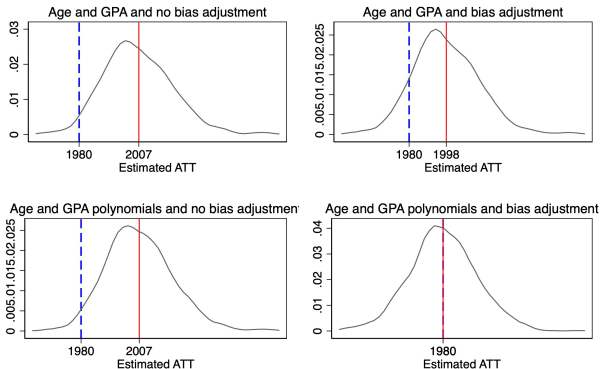 Age and GPA and no bias adjustment
.03
.02
.01
0
1980 2007
Estimated ATT
Age and GPA and bias adjustment
0 .005.01.015.02.025
1980 1998
Estimated ATT
Age and GPA polynomials and no bias adjustment
0 .005.01.015.02.025
1980 2007
Estimated ATT
Age and GPA polynomials and bias adjustment
.04
.03
.02
.01
0
1980
Estimated ATT